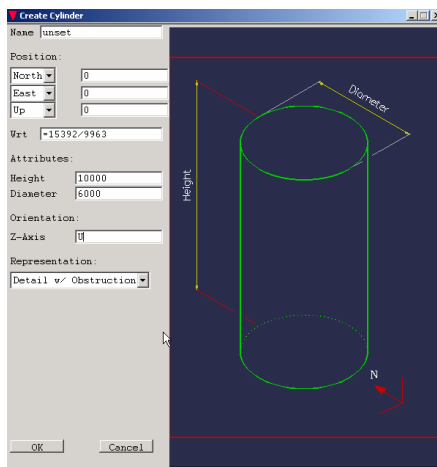 Create Cylinder
Name unset
Position:
North 0
East 0
Up 0
Wrt =15392/9963
Attributes:
Height 10000
Diameter 6000
Orientation:
Z-Axis U
Representation:
Detail w/ Obstruction
OK Cancel
Diameter
Height
N